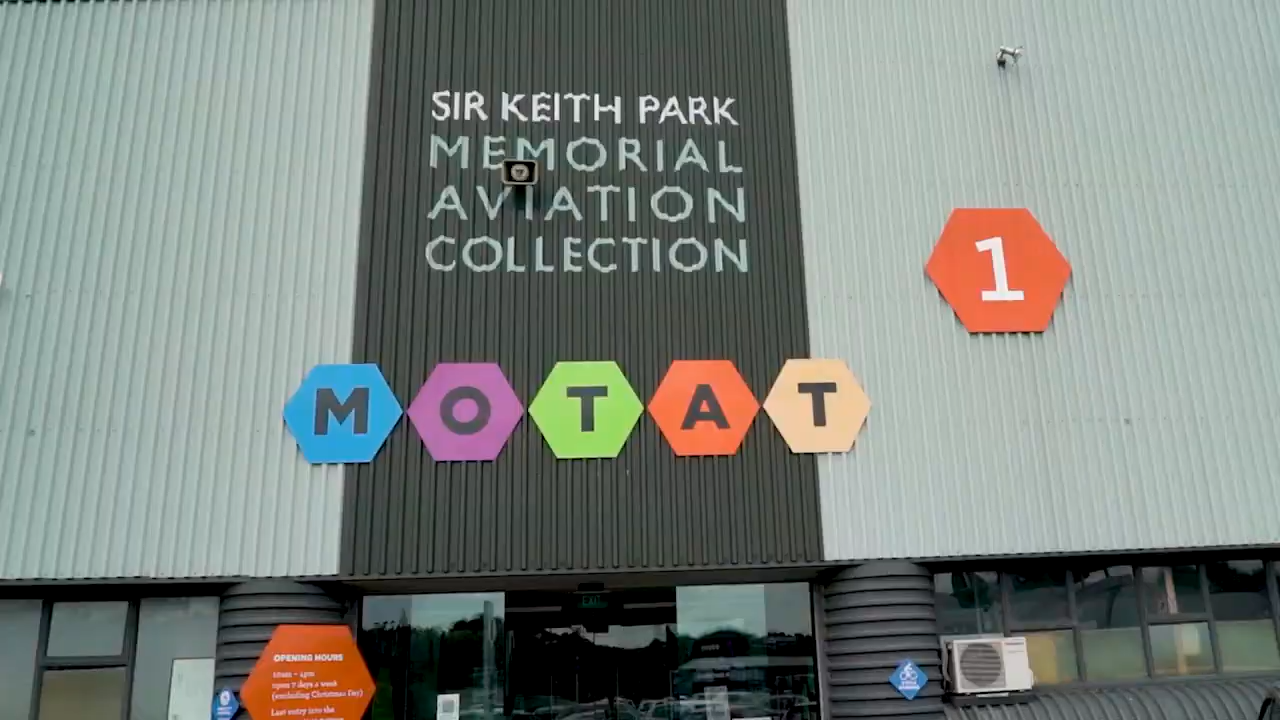 SIR KEITH PARK
MEMORIAL
AVIATION
COLLECTION
1
MOTAT
EXIT
OPENING HOURS
10am - 4pm
open 7 days a week
(excluding Christmas Day)
Last entry into the